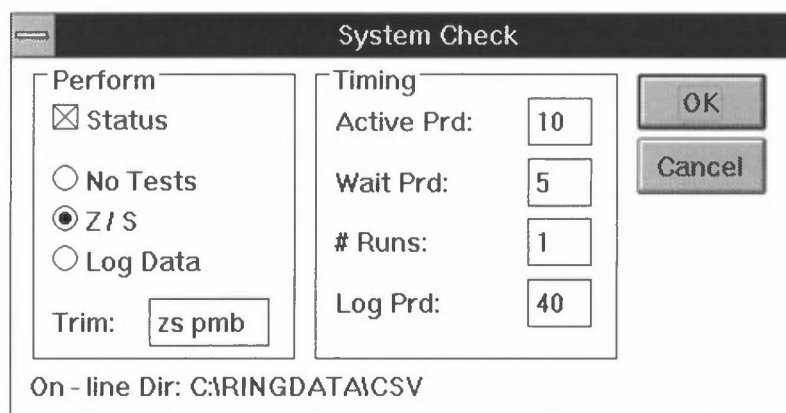 System Check
Perform
Status
No Tests
Z / S
Log Data
Trim: zs pmb
Timing
Active Prd: 10
Wait Prd: 5
# Runs: 1
Log Prd: 40
OK
Cancel
On - line Dir: C:\RINGDATA\CSV